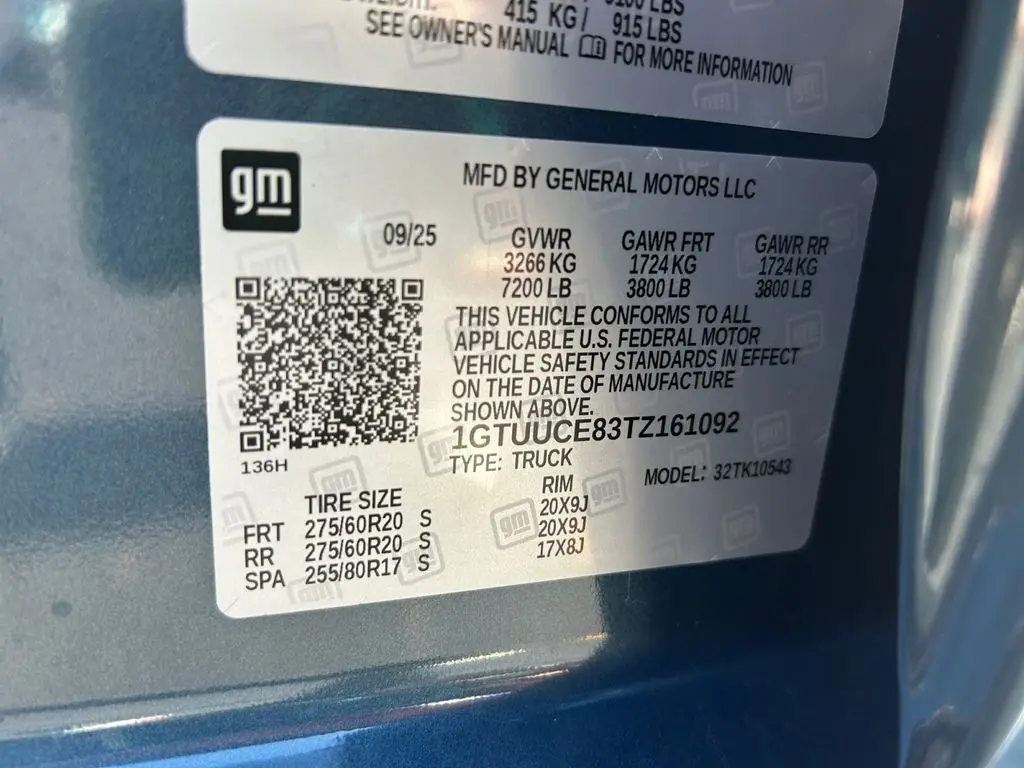 415 KG / 915 LBS
SEE OWNER'S MANUAL FOR MORE INFORMATION
gm
MFD BY GENERAL MOTORS LLC
09/25
GVWR GAWR FRT GAWR RR
3266 KG 1724 KG 1724 KG
7200 LB 3800 LB 3800 LB
THIS VEHICLE CONFORMS TO ALL
APPLICABLE U.S. FEDERAL MOTOR
VEHICLE SAFETY STANDARDS IN EFFECT
ON THE DATE OF MANUFACTURE
SHOWN ABOVE.
1GTUUCE83TZ161092
TYPE: TRUCK MODEL: 32TK10543
136H
TIRE SIZE RIM
FRT 275/60R20 S 20X9J
RR 275/60R20 S 20X9J
SPA 255/80R17 S 17X8J